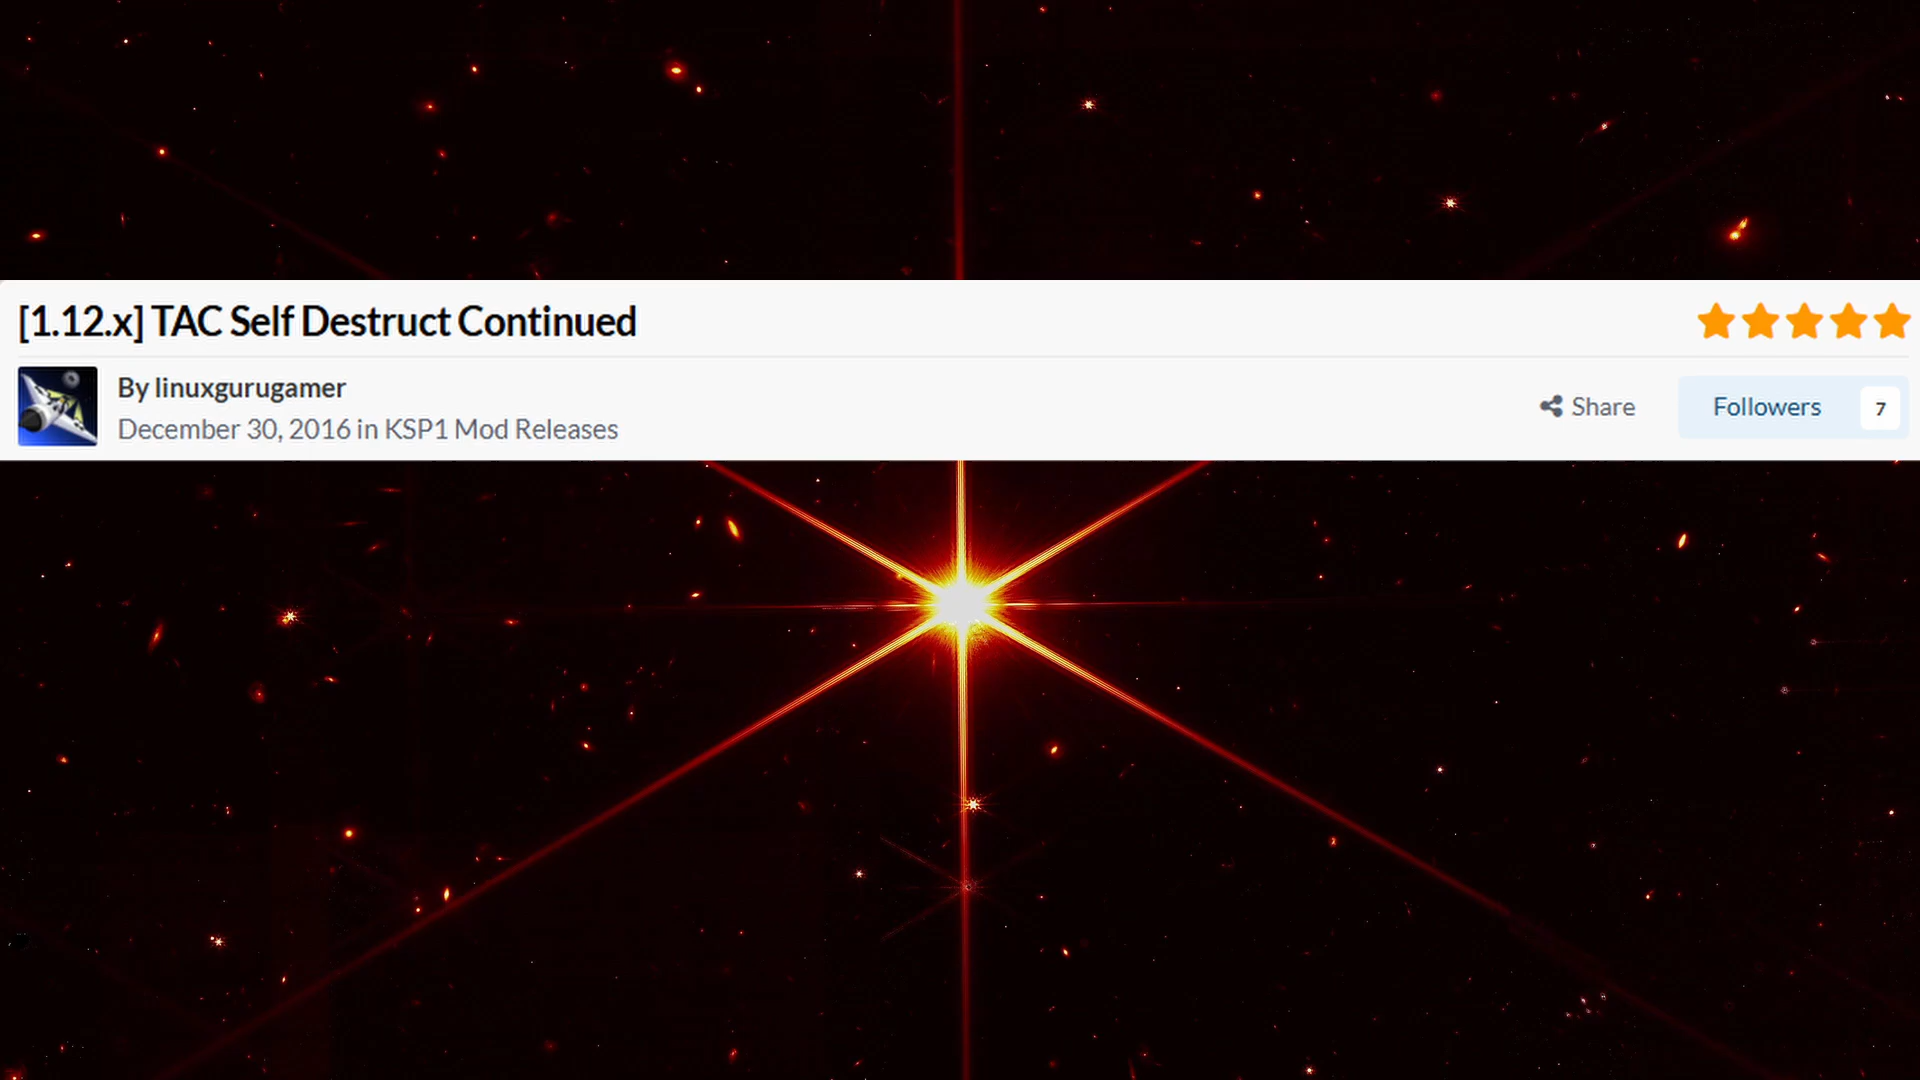 [1.12.x] TAC Self Destruct Continued
By linuxgurugamer
December 30, 2016 in KSP1 Mod Releases
Share
Followers 7